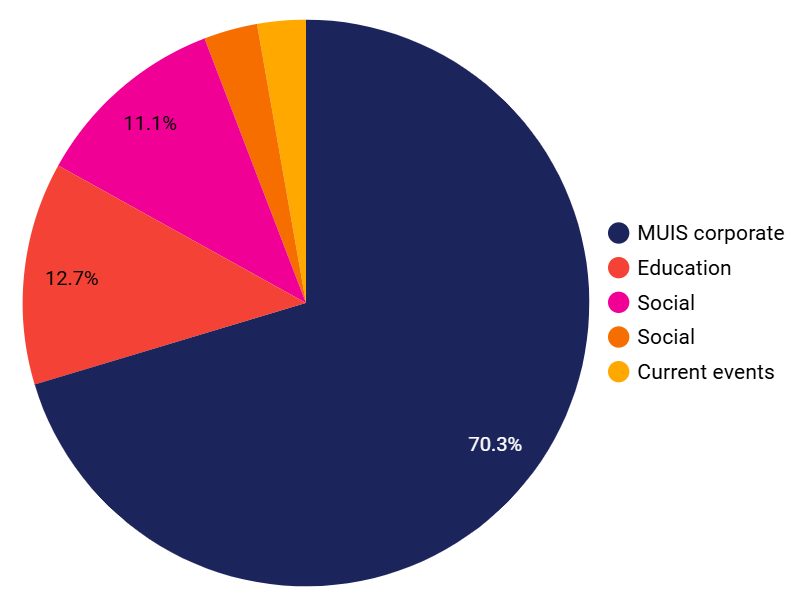 11.1%
12.7%
70.3%
MUIS corporate
Education
Social
Social
Current events